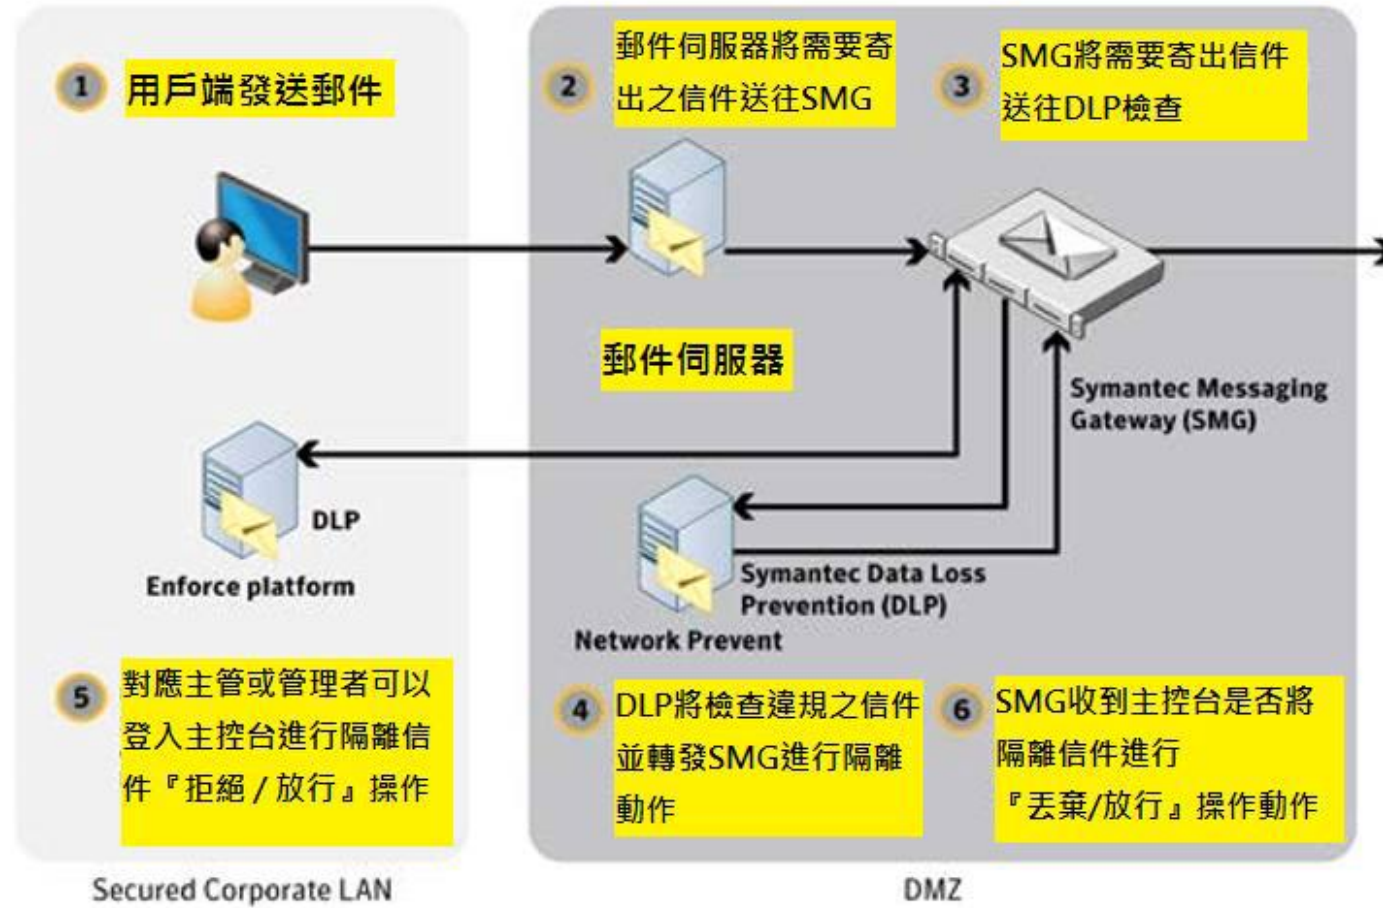 1
用戶端發送郵件
2
郵件伺服器將需要寄
出之信件送往SMG
3
SMG將需要寄出信件
送往DLP檢查
郵件伺服器
Symantec Messaging
Gateway (SMG)
DLP
Enforce platform
Symantec Data Loss
Prevention (DLP)
Network Prevent
5
對應主管或管理者可以
登入主控台進行隔離信
件『拒絕／放行』操作
4
DLP將檢查違規之信件
並轉發SMG進行隔離
動作
6
SMG收到主控台是否將
隔離信件進行
『丟棄/放行』操作動作
Secured Corporate LAN
DMZ